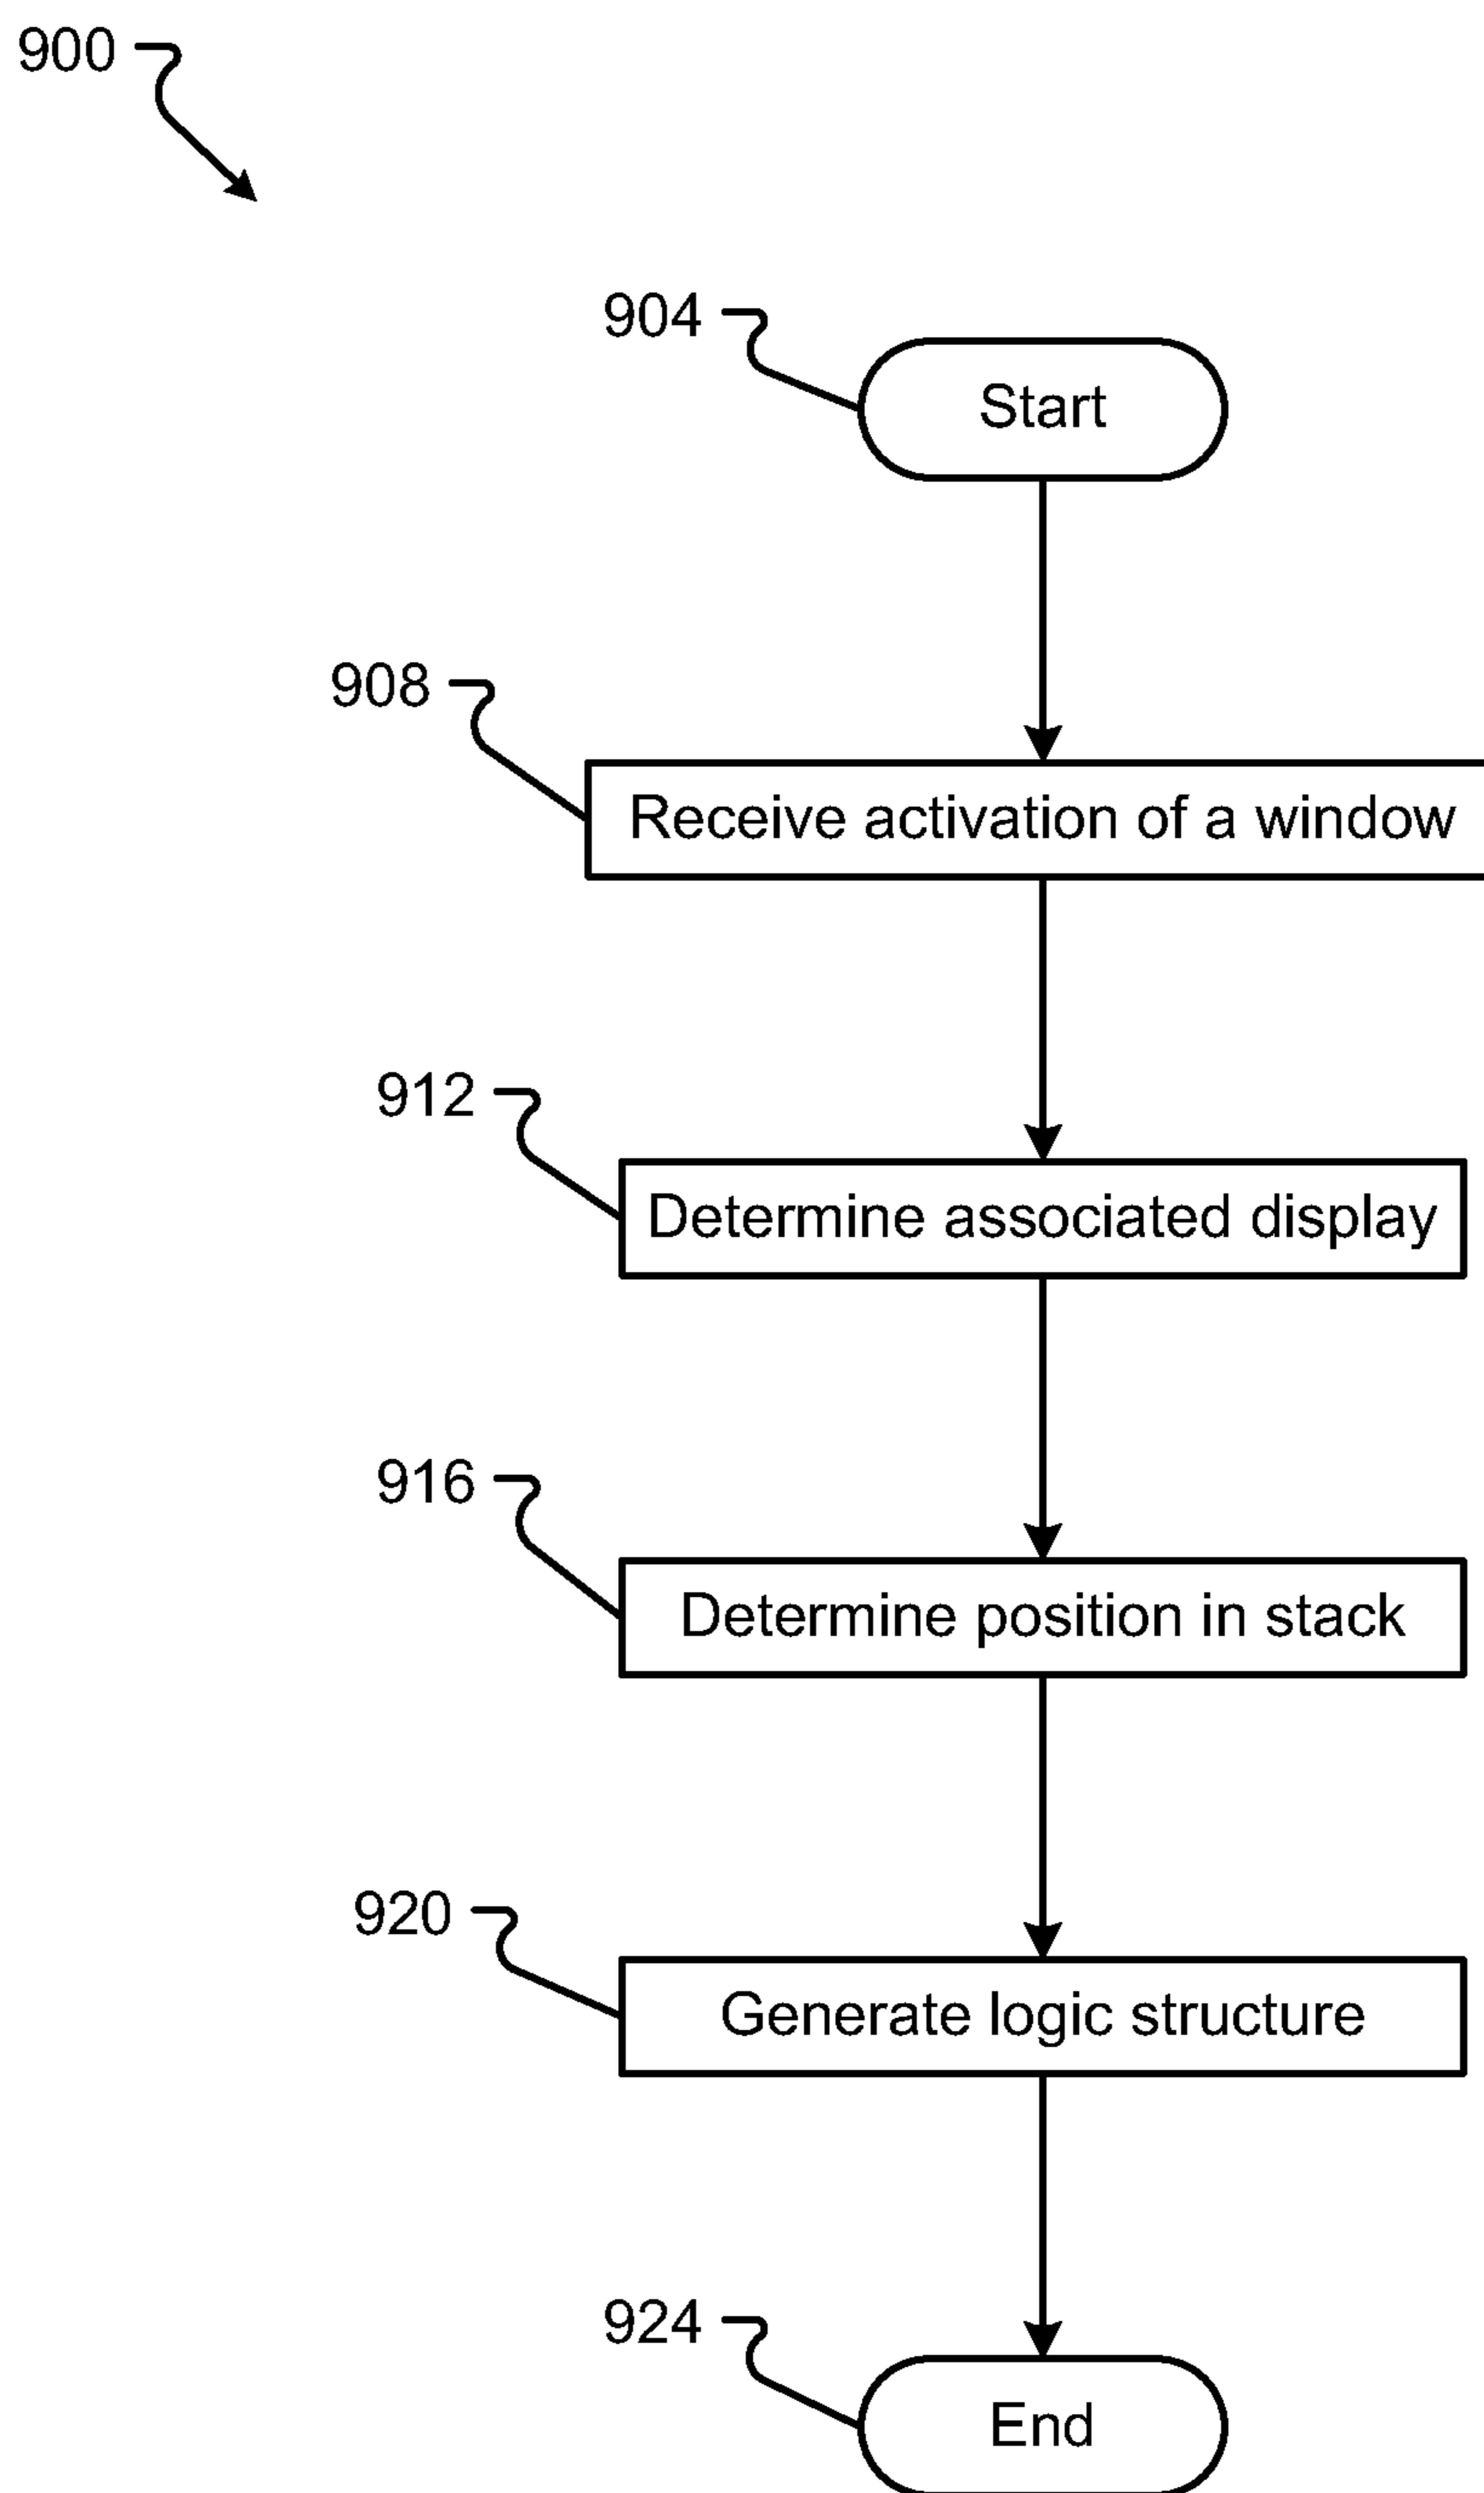 900
904
Start
908
Receive activation of a window
912
Determine associated display
916
Determine position in stack
920
Generate logic structure
924
End